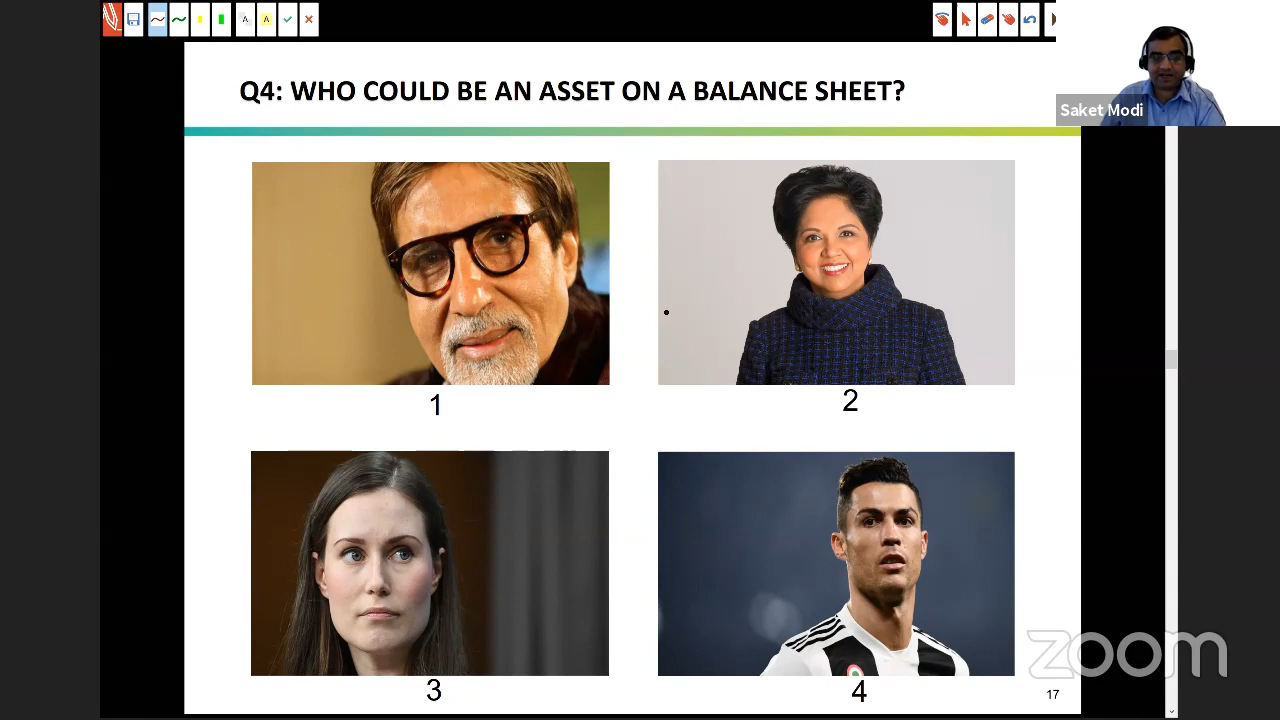 A
A
Saket Modi
Q4: WHO COULD BE AN ASSET ON A BALANCE SHEET?
1
2
3
4
17
zoom